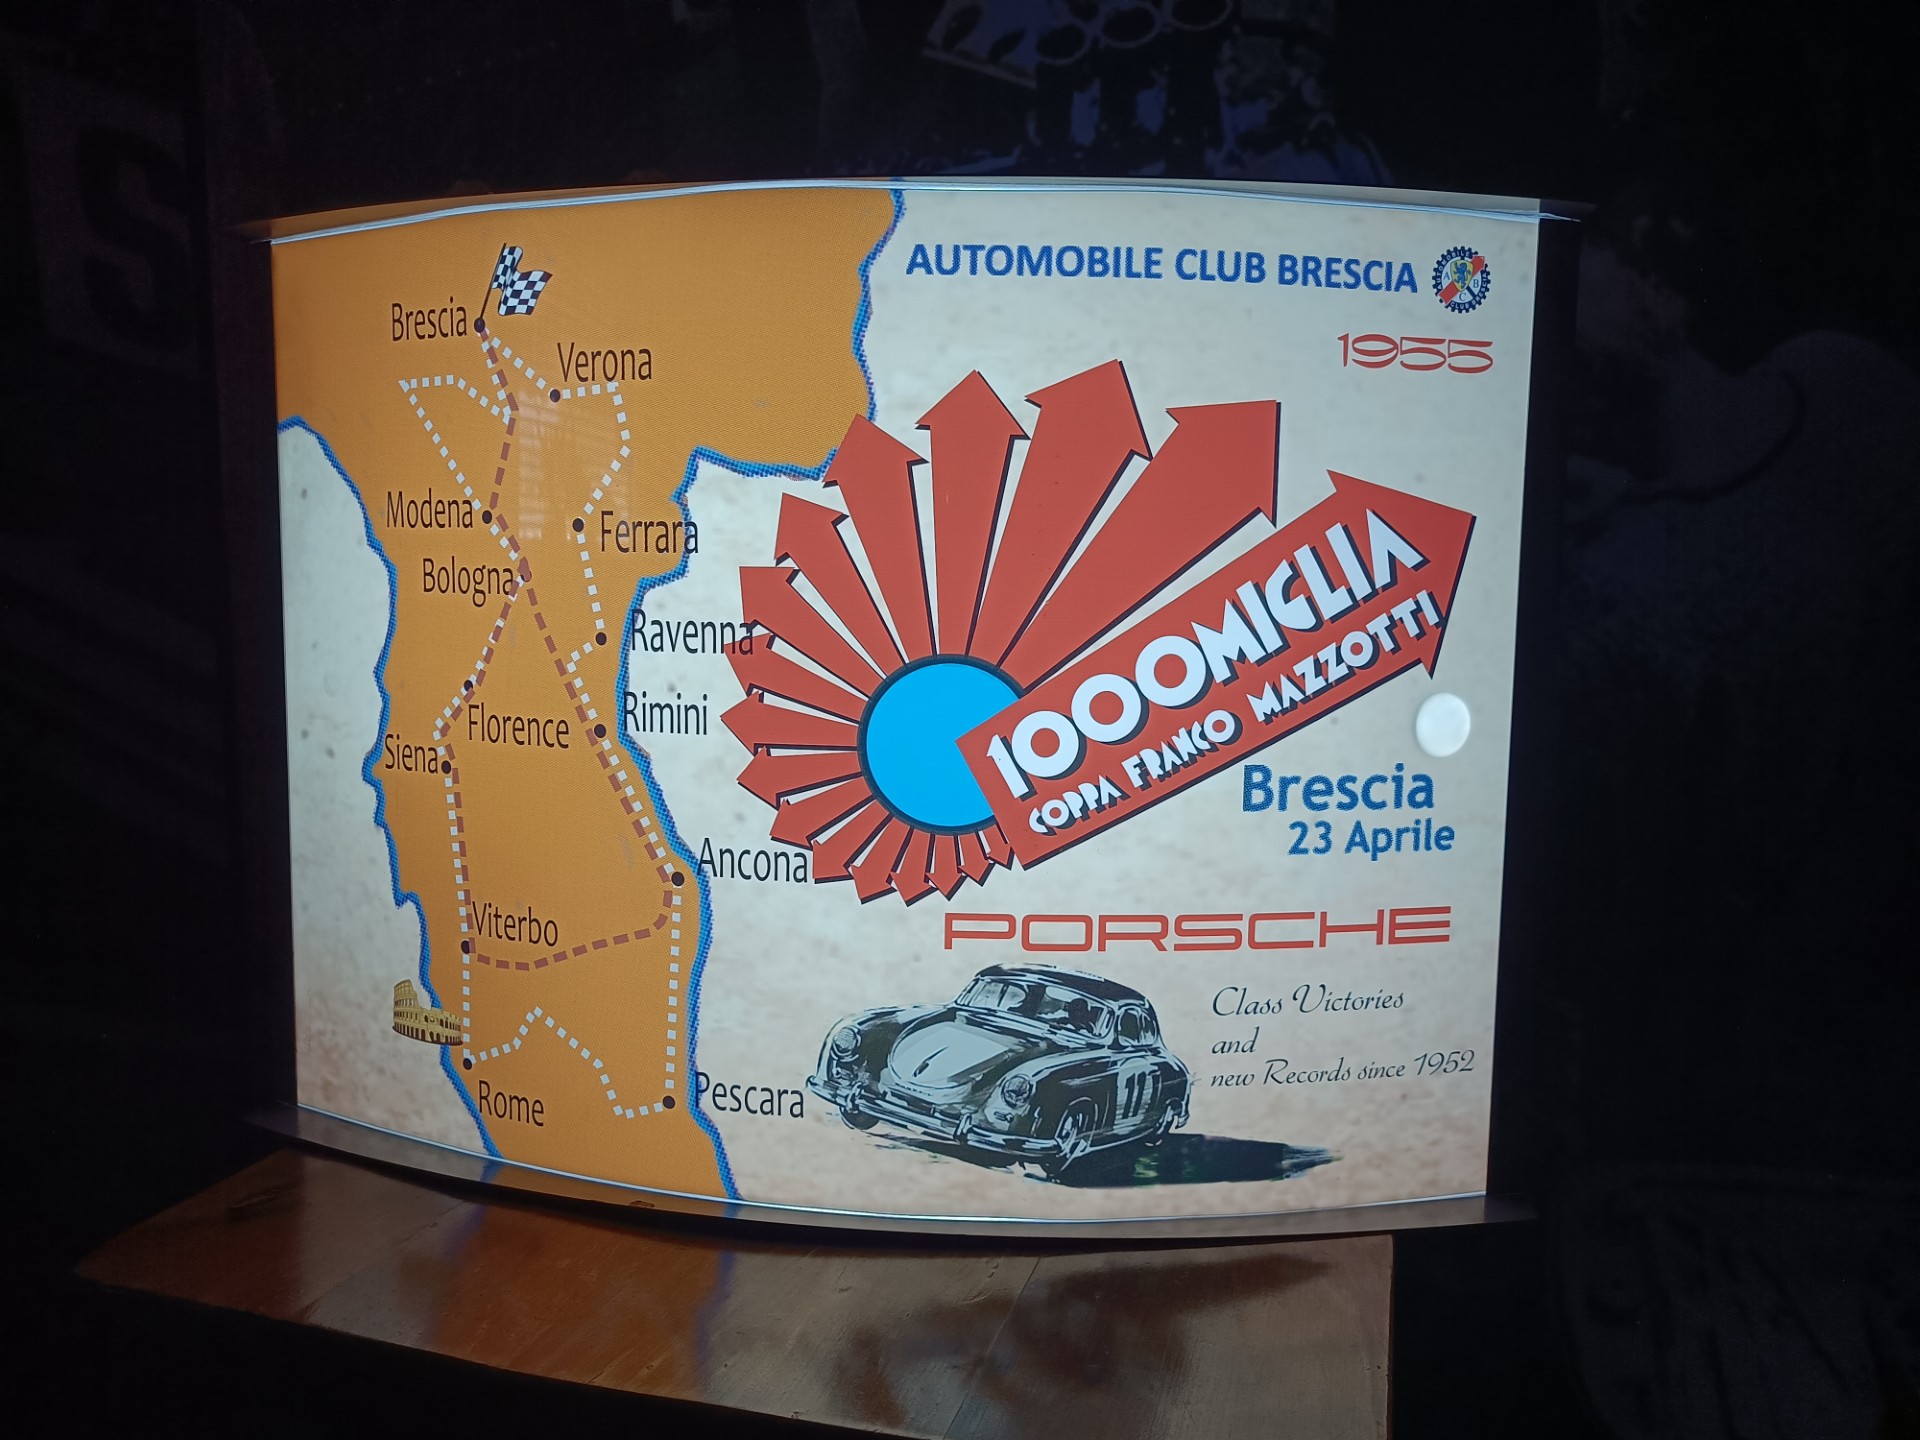 AUTOMOBILE CLUB BRESCIA
1955
Brescia
Verona
Modena
Ferrara
Bologna
Ravenna
Rimini
Florence
Siena
Ancona
Viterbo
Rome
Pescara
1000MIGLIA
COPPA FRANCO MAZZOTTI
Brescia
23 Aprile
PORSCHE
Class Victories
and
new Records since 1952